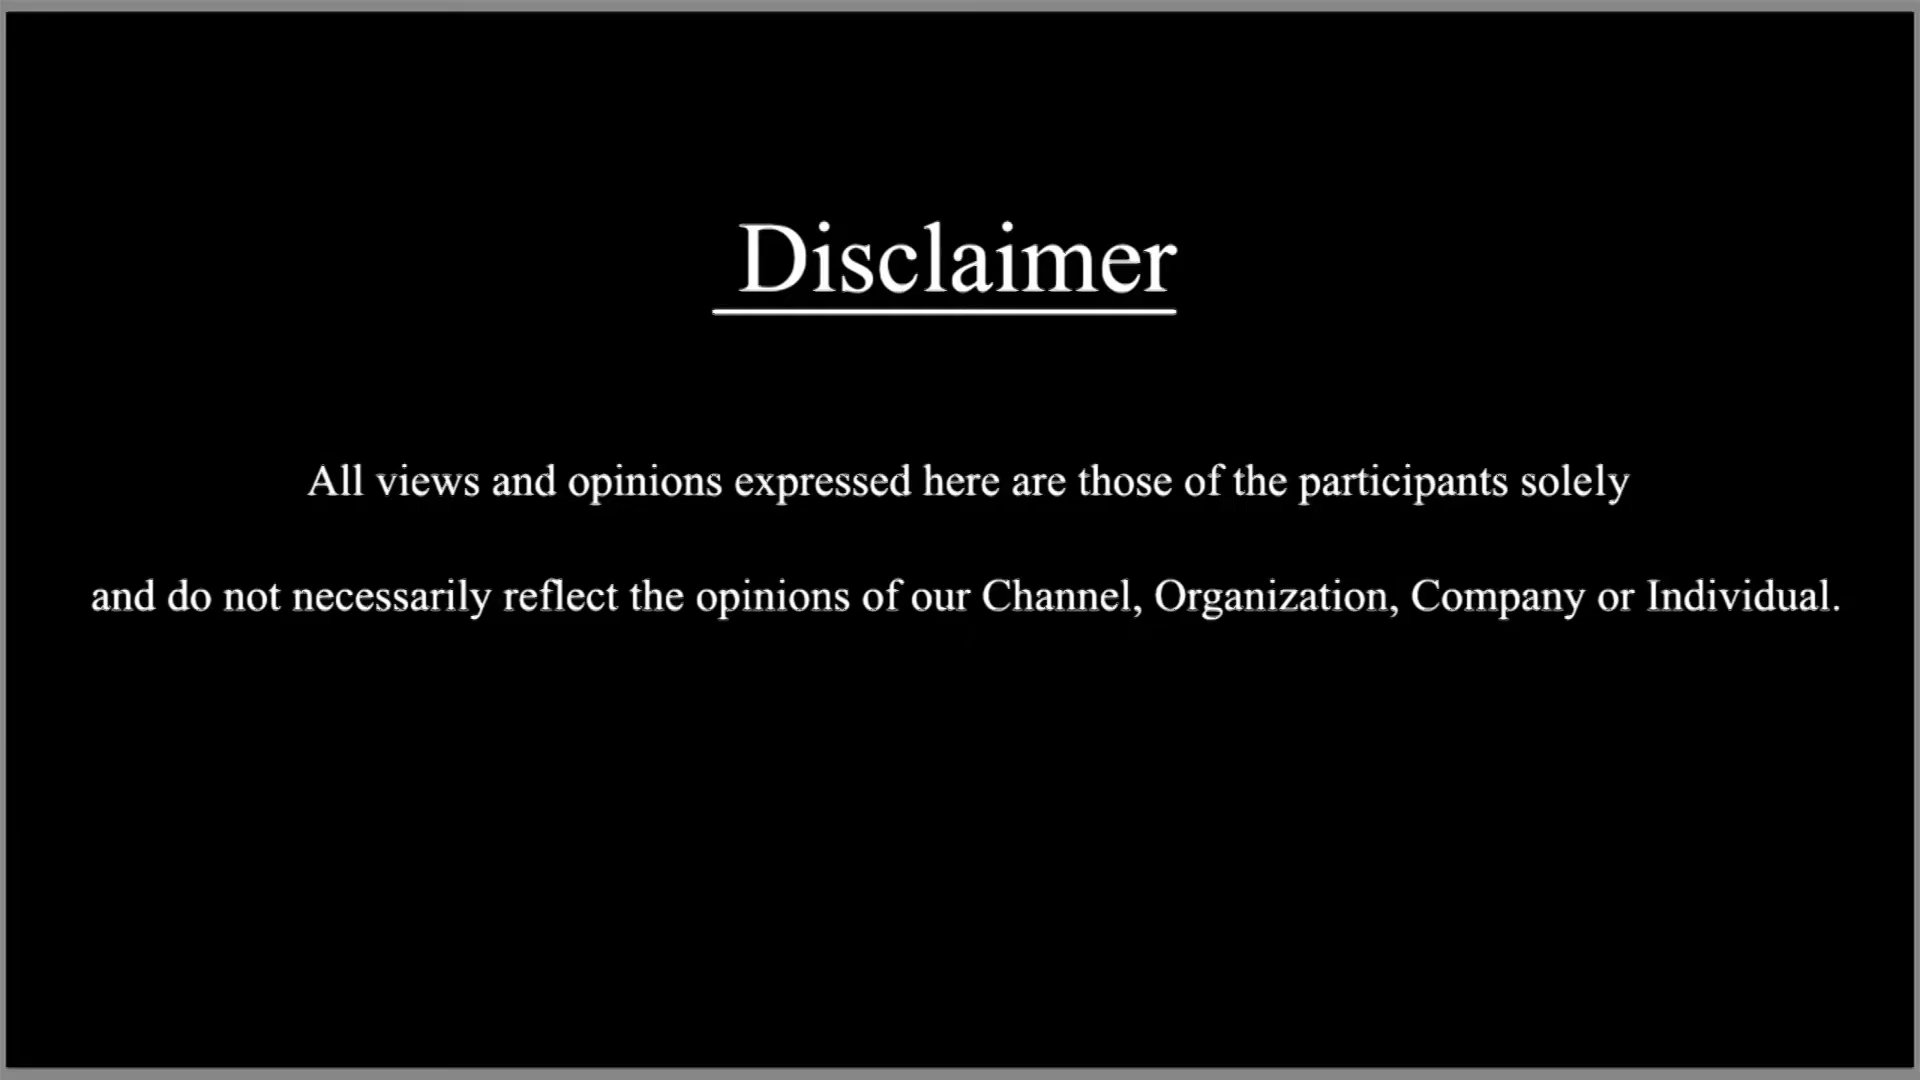 Disclaimer
All views and opinions expressed here are those of the participants solely
and do not necessarily reflect the opinions of our Channel, Organization, Company or Individual.